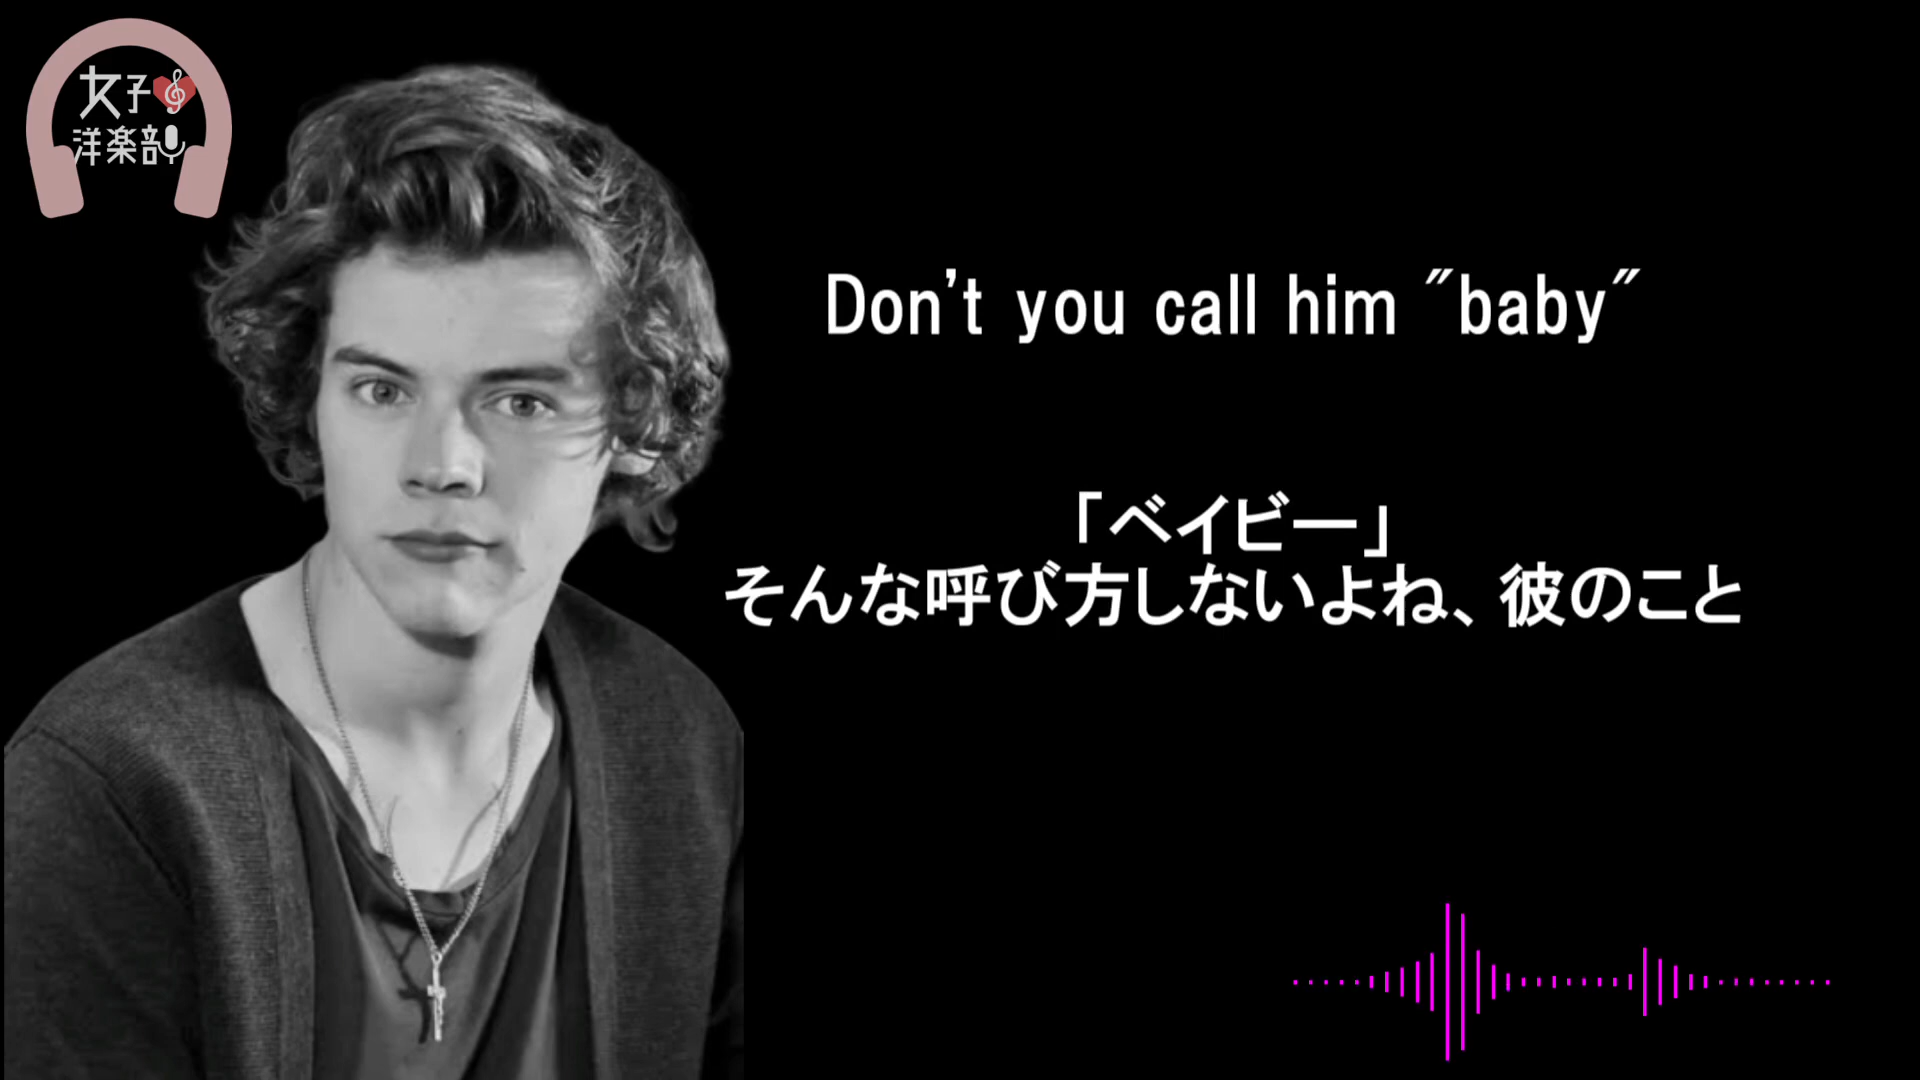 女子
洋楽部
Don't you call him "baby"
「ベイビー」
そんな呼び方しないよね、彼のこと